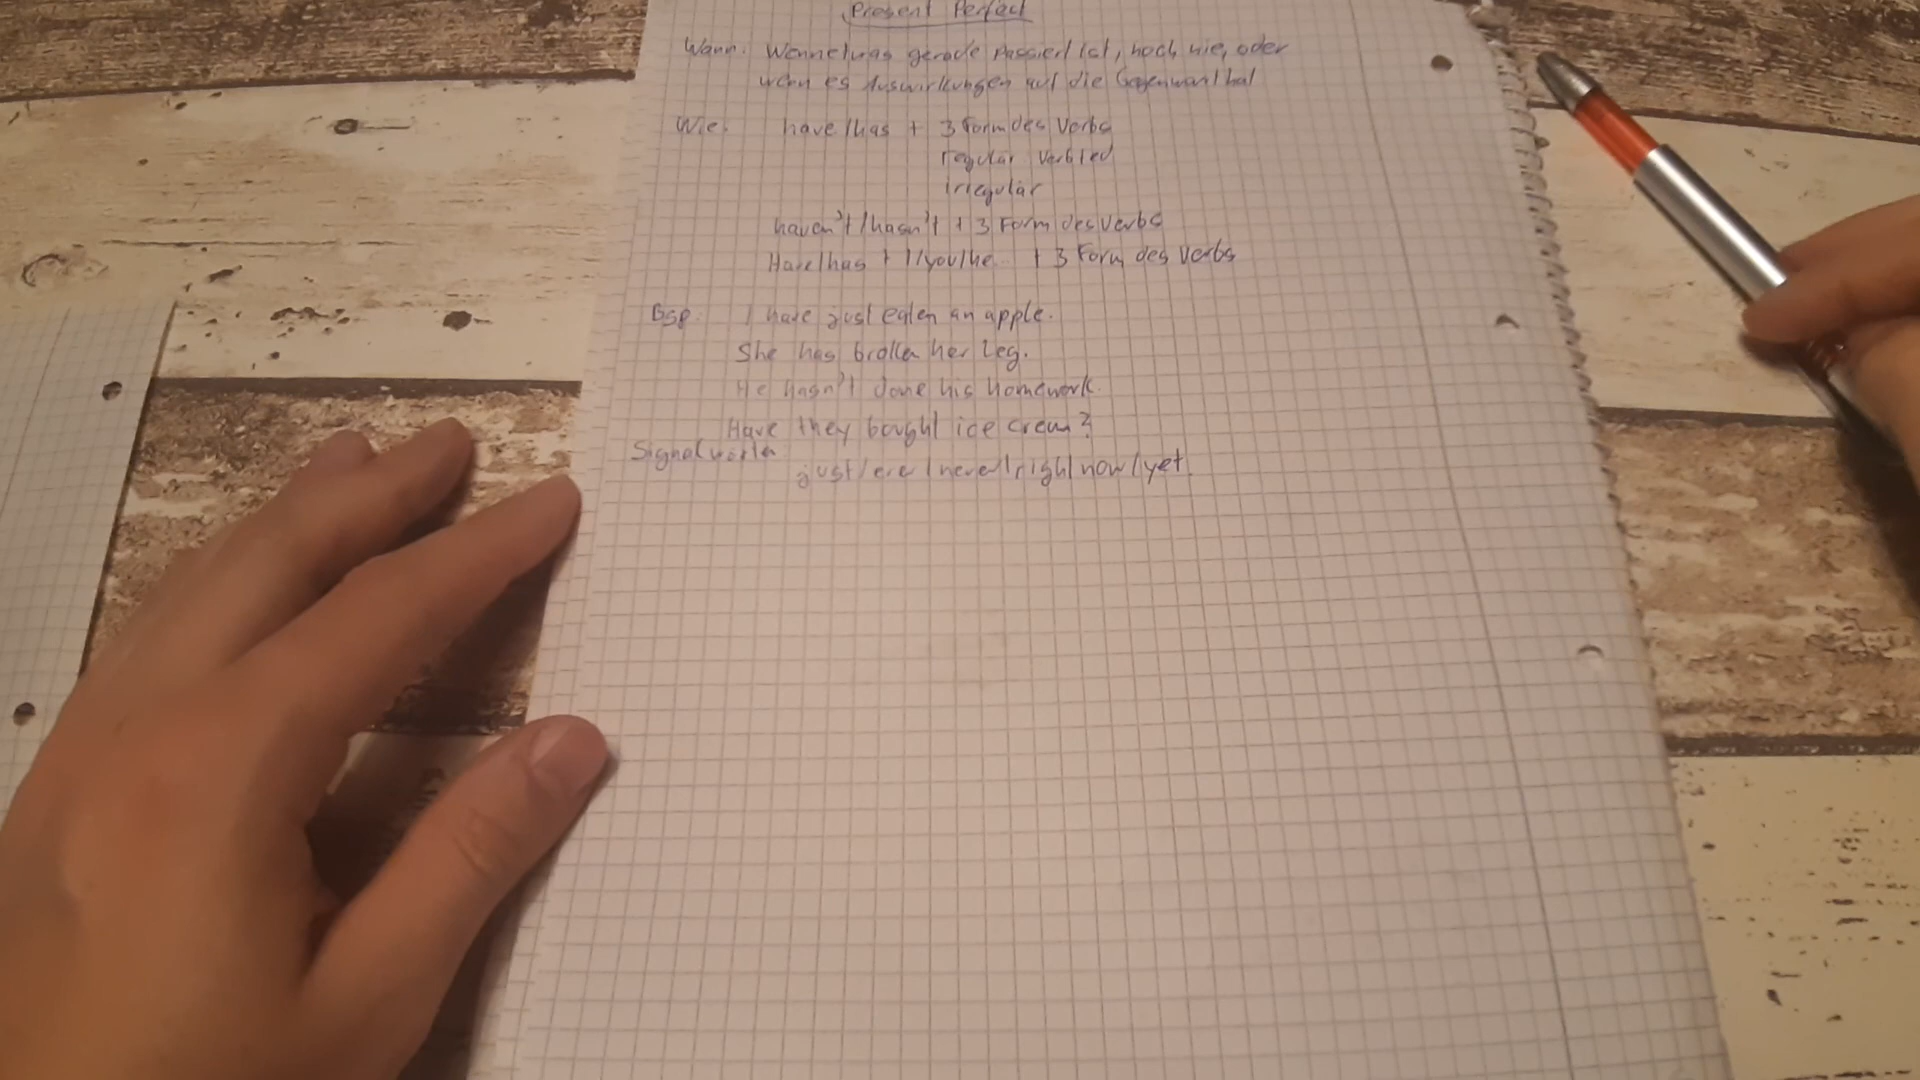 Present Perfect
Wann: Wenn etwas gerade Passiert ist, noch nie, oder
wenn es Auswirkungen auf die Gegenwart hat
Wie: have/has + 3 Form des Verbs
regulär Verb+ed
irregulär
haven't/hasn't + 3 Form des Verbs
Have/has + I/you/he... + 3 Form des Verbs
Bsp: I have just eaten an apple.
She has broken her Leg.
He hasn't done his homework.
Have they bought ice cream?
Signalwörter
just/ever/never/right now/yet.